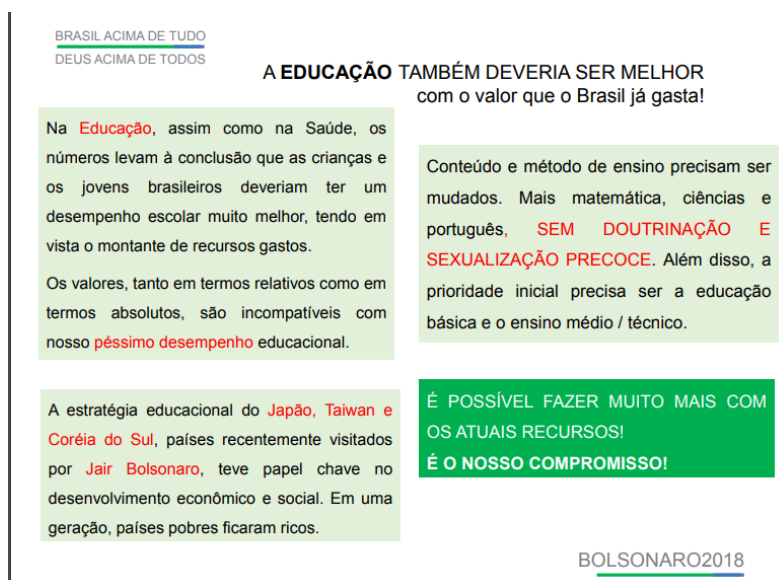 BRASIL ACIMA DE TUDO
DEUS ACIMA DE TODOS
A EDUCAÇÃO TAMBÉM DEVERIA SER MELHOR
com o valor que o Brasil já gasta!
Na Educação, assim como na Saúde, os
números levam à conclusão que as crianças e
os jovens brasileiros deveriam ter um
desempenho escolar muito melhor, tendo em
vista o montante de recursos gastos.
Os valores, tanto em termos relativos como em
termos absolutos, são incompatíveis com
nosso péssimo desempenho educacional.
A estratégia educacional do Japão, Taiwan e
Coréia do Sul, países recentemente visitados
por Jair Bolsonaro, teve papel chave no
desenvolvimento econômico e social. Em uma
geração, países pobres ficaram ricos.
Conteúdo e método de ensino precisam ser
mudados. Mais matemática, ciências e
português, SEM DOUTRINAÇÃO E
SEXUALIZAÇÃO PRECOCE. Além disso, a
prioridade inicial precisa ser a educação
básica e o ensino médio / técnico.
É POSSÍVEL FAZER MUITO MAIS COM
OS ATUAIS RECURSOS!
É O NOSSO COMPROMISSO!
BOLSONARO2018